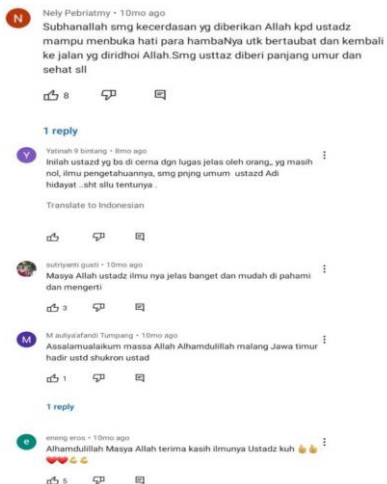 N
Nely Pebriatmy • 10mo ago
Subhanallah smg kecerdasan yg diberikan Allah kpd ustadz
mampu menbuka hati para hambaNya utk bertaubat dan kembali
ke jalan yg diridhoi Allah.Smg usttaz diberi panjang umur dan
sehat sll
8
1 reply
Y
Yatinah 9 bintang • 8mo ago
Inilah ustazd yg bs di cerna dgn lugas jelas oleh orang,, yg masih
nol, ilmu pengetahuannya, smg pnjng umum ustazd Adi
hidayat ..sht sllu tentunya .
Translate to Indonesian
sutriyanti gusti • 10mo ago
Masya Allah ustadz ilmu nya jelas banget dan mudah di pahami
dan mengerti
3
M
M auliya'afandi Tumpang • 10mo ago
Assalamualaikum massa Allah Alhamdulillah malang Jawa timur
hadir ustd shukron ustad
1
1 reply
e
eneng eros • 10mo ago
Alhamdulillah Masya Allah terima kasih ilmunya Ustadz kuh 👍👍
❤️❤️💪💪
5